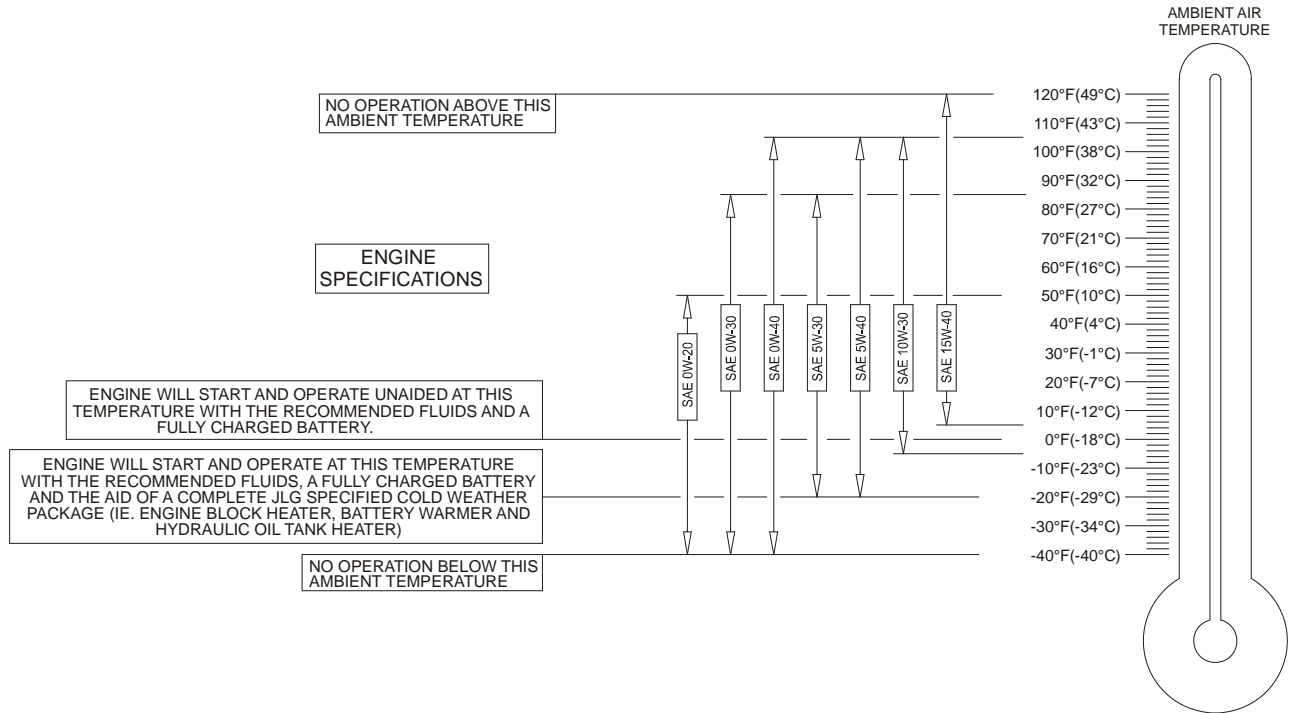 AMBIENT AIR
TEMPERATURE
NO OPERATION ABOVE THIS
AMBIENT TEMPERATURE
120°F(49°C)
110°F(43°C)
100°F(38°C)
90°F(32°C)
80°F(27°C)
70°F(21°C)
60°F(16°C)
50°F(10°C)
40°F(4°C)
30°F(-1°C)
20°F(-7°C)
10°F(-12°C)
0°F(-18°C)
-10°F(-23°C)
-20°F(-29°C)
-30°F(-34°C)
-40°F(-40°C)
ENGINE
SPECIFICATIONS
SAE 0W-20
SAE 0W-30
SAE 0W-40
SAE 5W-30
SAE 5W-40
SAE 10W-30
SAE 15W-40
ENGINE WILL START AND OPERATE UNAIDED AT THIS
TEMPERATURE WITH THE RECOMMENDED FLUIDS AND A
FULLY CHARGED BATTERY.
ENGINE WILL START AND OPERATE AT THIS TEMPERATURE
WITH THE RECOMMENDED FLUIDS, A FULLY CHARGED BATTERY
AND THE AID OF A COMPLETE JLG SPECIFIED COLD WEATHER
PACKAGE (IE. ENGINE BLOCK HEATER, BATTERY WARMER AND
HYDRAULIC OIL TANK HEATER)
NO OPERATION BELOW THIS
AMBIENT TEMPERATURE